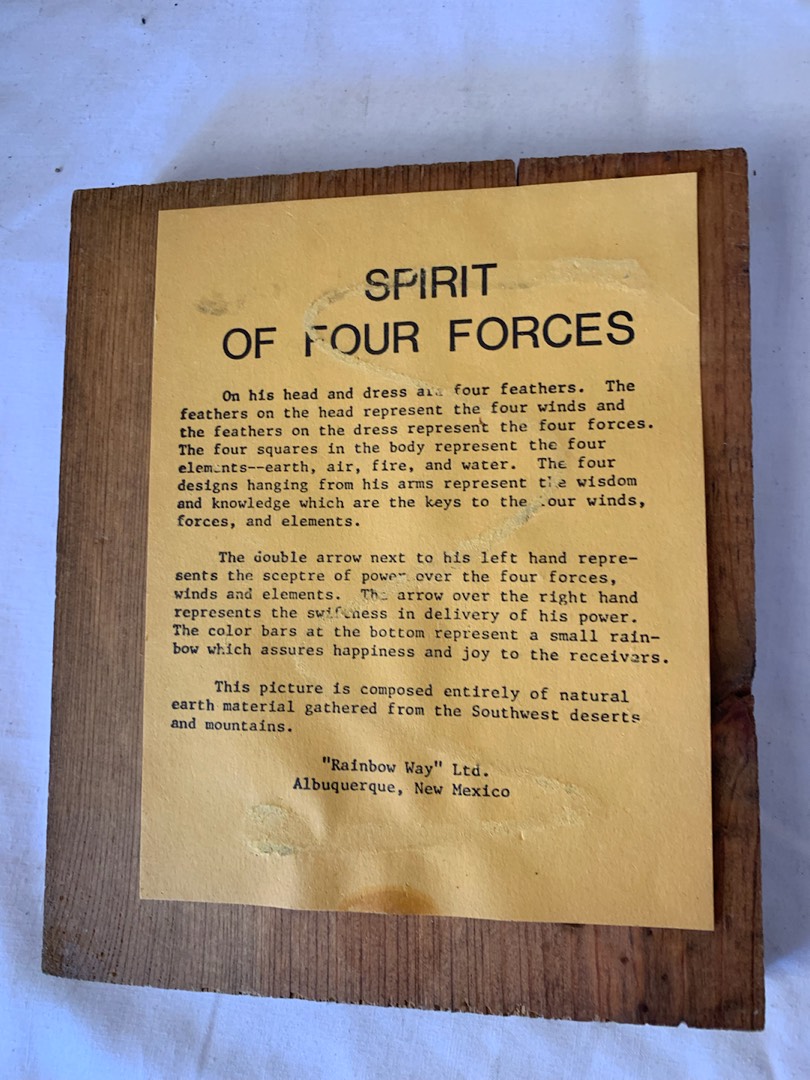 SPIRIT
OF FOUR FORCES
On his head and dress are four feathers. The
feathers on the head represent the four winds and
the feathers on the dress represent the four forces.
The four squares in the body represent the four
elements--earth, air, fire, and water. The four
designs hanging from his arms represent the wisdom
and knowledge which are the keys to the four winds,
forces, and elements.
The double arrow next to his left hand repre-
sents the sceptre of power over the four forces,
winds and elements. The arrow over the right hand
represents the swiftness in delivery of his power.
The color bars at the bottom represent a small rain-
bow which assures happiness and joy to the receivers.
This picture is composed entirely of natural
earth material gathered from the Southwest deserts
and mountains.
"Rainbow Way" Ltd.
Albuquerque, New Mexico